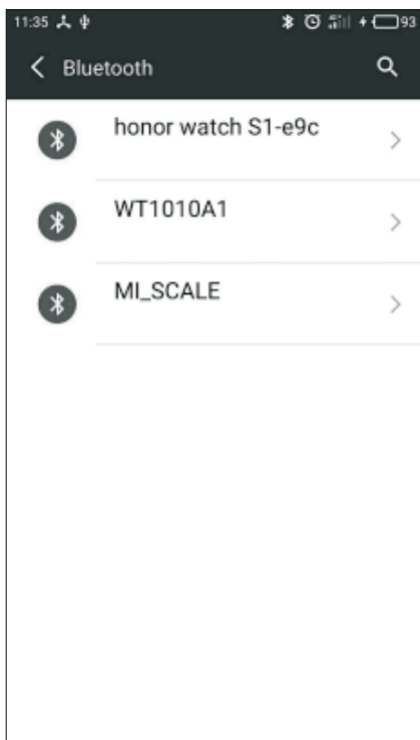 11:35 93
Bluetooth
honor watch S1-e9c
WT1010A1
MI_SCALE